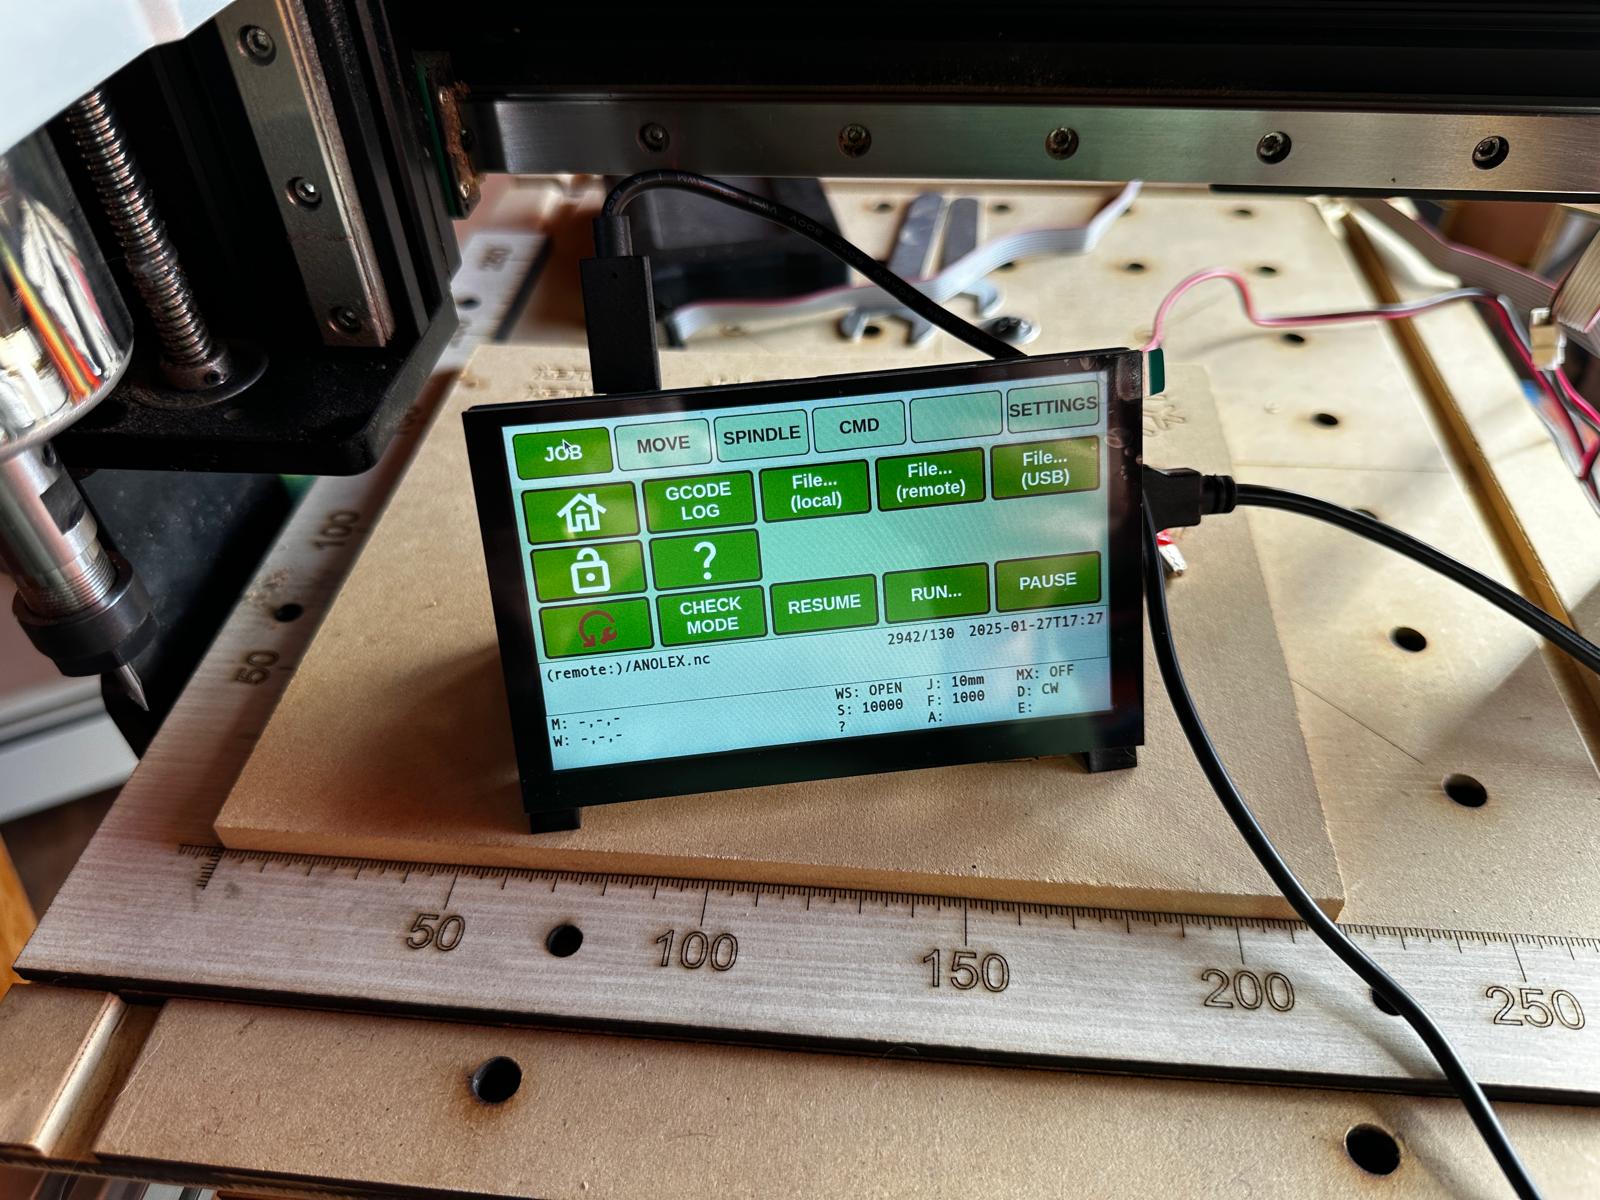 JOB
MOVE
SPINDLE
CMD
SETTINGS
GCODE
LOG
File...
(local)
File...
(remote)
File...
(USB)
?
CHECK
MODE
RESUME
RUN...
PAUSE
2942/130 2025-01-27T17:27
(remote:)/ANOLEX.nc
WS: OPEN J: 10mm MX: OFF
M: -,-,- S: 10000 F: 1000 D: CW
W: -,-,- ? A: E:
100
50
50
100
150
200
250